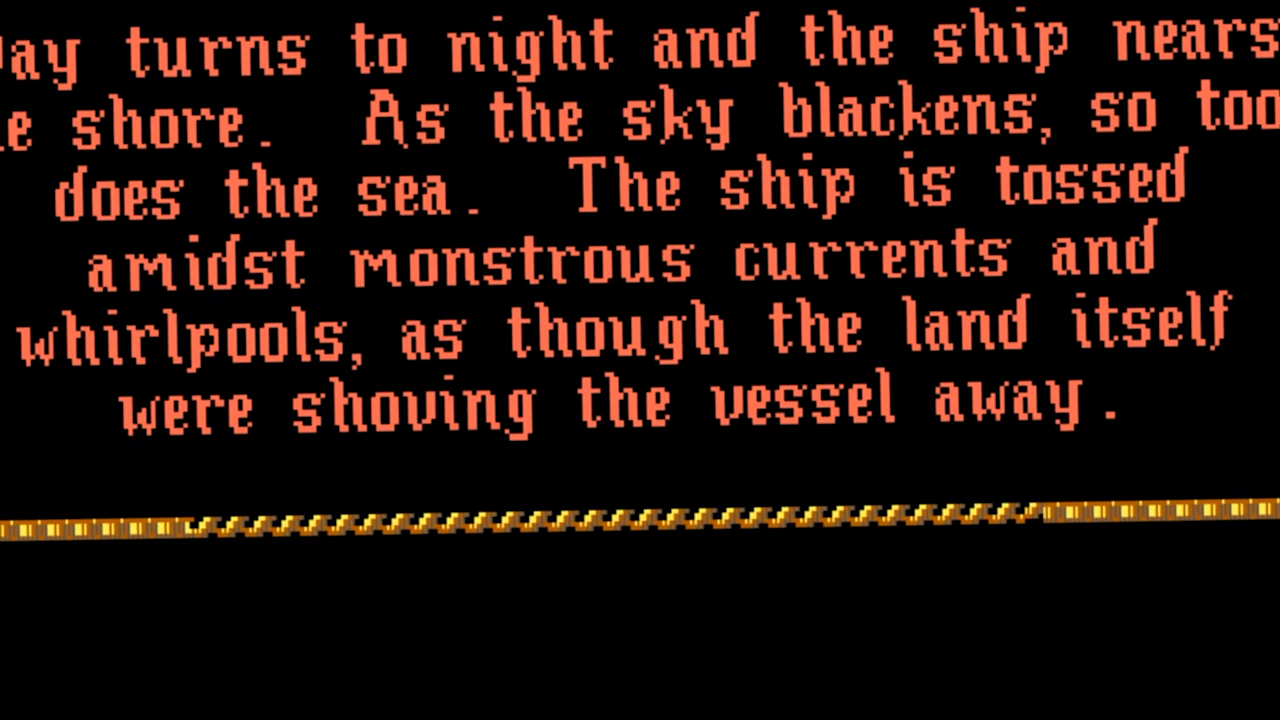 ay turns to night and the ship nears
e shore.  As the sky blackens, so too
does the sea.  The ship is tossed
amidst monstrous currents and
whirlpools, as though the land itself
were shoving the vessel away.